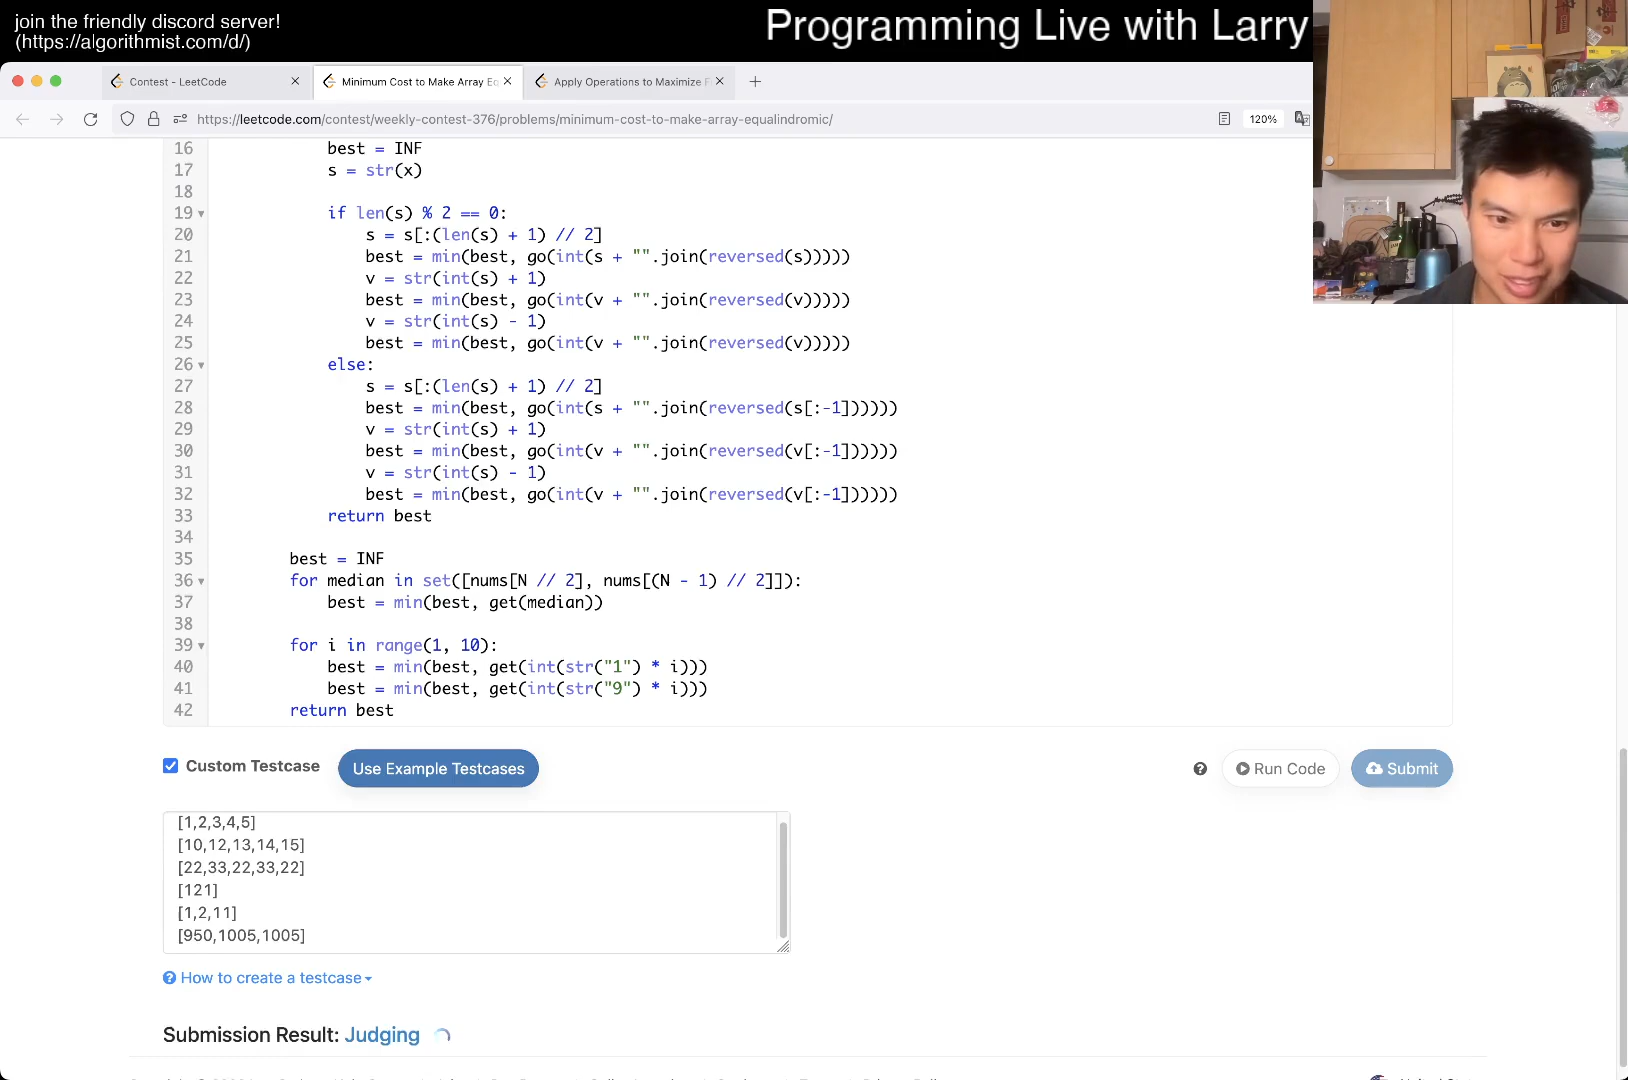 join the friendly discord server!
(https://algorithmist.com/d/)
Programming Live with Larry
Contest - LeetCode
Minimum Cost to Make Array Eq
Apply Operations to Maximize F
https://leetcode.com/contest/weekly-contest-376/problems/minimum-cost-to-make-array-equalindromic/
120%
16 best = INF
17 s = str(x)
18
19 if len(s) % 2 == 0:
20 s = s[:(len(s) + 1) // 2]
21 best = min(best, go(int(s + "".join(reversed(s)))))
22 v = str(int(s) + 1)
23 best = min(best, go(int(v + "".join(reversed(v)))))
24 v = str(int(s) - 1)
25 best = min(best, go(int(v + "".join(reversed(v)))))
26 else:
27 s = s[:(len(s) + 1) // 2]
28 best = min(best, go(int(s + "".join(reversed(s[:-1])))))
29 v = str(int(s) + 1)
30 best = min(best, go(int(v + "".join(reversed(v[:-1])))))
31 v = str(int(s) - 1)
32 best = min(best, go(int(v + "".join(reversed(v[:-1])))))
33 return best
34
35 best = INF
36 for median in set([nums[N // 2], nums[(N - 1) // 2]]):
37 best = min(best, get(median))
38
39 for i in range(1, 10):
40 best = min(best, get(int(str("1") * i)))
41 best = min(best, get(int(str("9") * i)))
42 return best
Custom Testcase
Use Example Testcases
Run Code
Submit
[1,2,3,4,5]
[10,12,13,14,15]
[22,33,22,33,22]
[121]
[1,2,11]
[950,1005,1005]
How to create a testcase
Submission Result: Judging